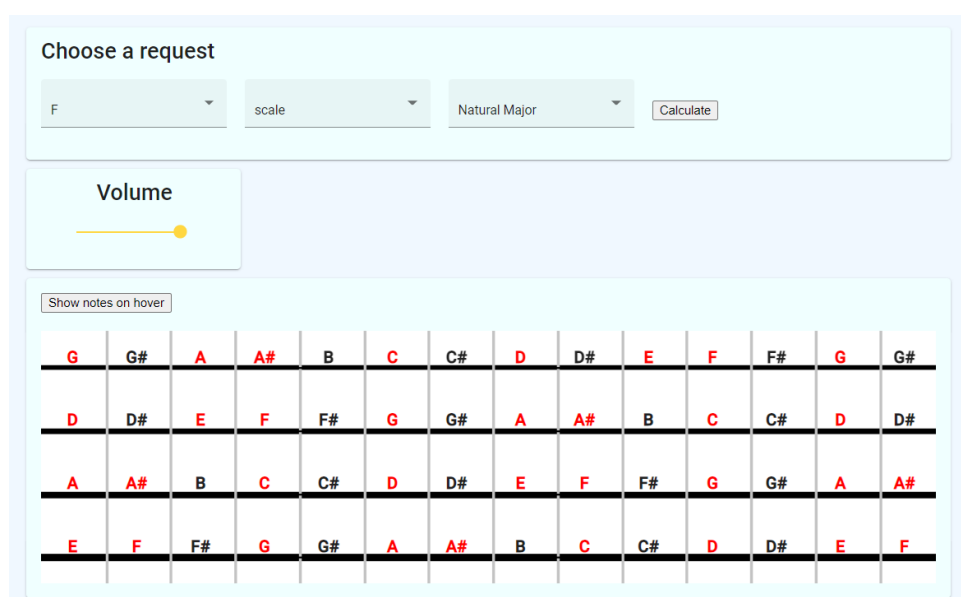 Choose a request
F scale Natural Major Calculate
Volume
Show notes on hover
G G# A A# B C C# D D# E F F# G G#
D D# E F F# G G# A A# B C C# D D#
A A# B C C# D D# E F F# G G# A A#
E F F# G G# A A# B C C# D D# E F